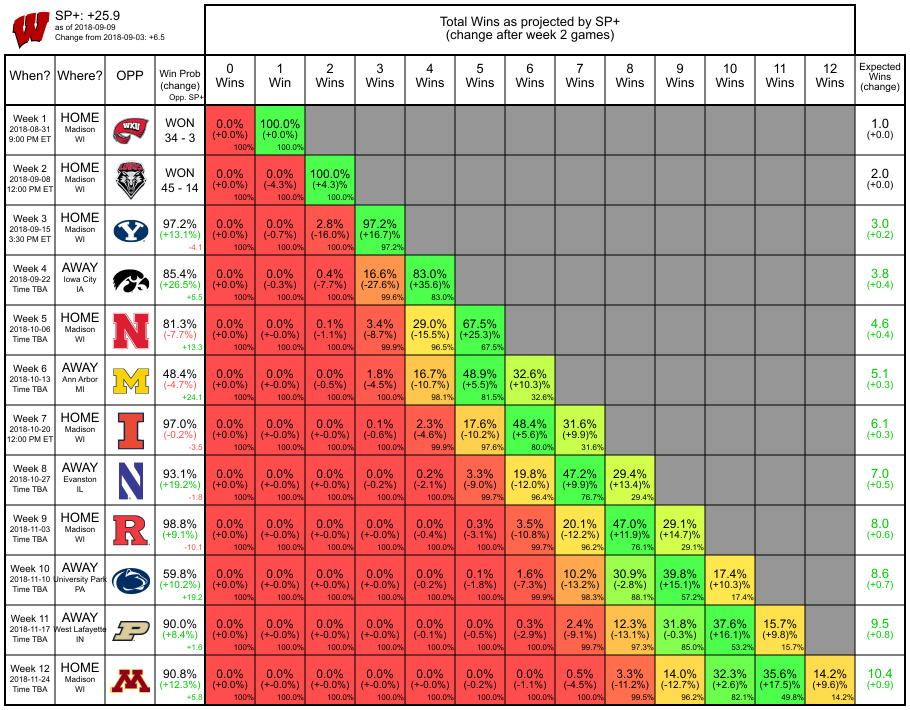 SP+: +25.9
as of 2018-09-09
Change from 2018-09-03: +6.5
Total Wins as projected by SP+
(change after week 2 games)
When? Where? OPP Win Prob (change) Opp. SP+ 0 Wins 1 Win 2 Wins 3 Wins 4 Wins 5 Wins 6 Wins 7 Wins 8 Wins 9 Wins 10 Wins 11 Wins 12 Wins Expected Wins (change)
Week 1 HOME WKU WON 0.0% 100.0% 1.0
2018-08-31 Madison 34 - 3 (+0.0%) (+0.0%) (+0.0)
9:00 PM ET WI 100% 100.0%
Week 2 HOME WON 0.0% 0.0% 100.0% 2.0
2018-09-08 Madison 45 - 14 (+0.0%) (-4.3%) (+4.3)% (+0.0)
12:00 PM ET WI 100% 100.0% 100.0%
Week 3 HOME Y 97.2% 0.0% 0.0% 2.8% 97.2% 3.0
2018-09-15 Madison (+13.1%) (+0.0%) (-0.7%) (-16.0%) (+16.7)% (+0.2)
3:30 PM ET WI -4.1 100% 100.0% 100.0% 97.2%
Week 4 AWAY 85.4% 0.0% 0.0% 0.4% 16.6% 83.0% 3.8
2018-09-22 Iowa City (+26.5%) (+0.0%) (-0.3%) (-7.7%) (-27.6%) (+35.6)% (+0.4)
Time TBA IA +5.5 100% 100.0% 100.0% 99.6% 83.0%
Week 5 HOME N 81.3% 0.0% 0.0% 0.1% 3.4% 29.0% 67.5% 4.6
2018-10-06 Madison (-7.7%) (+0.0%) (+-0.0%) (-1.1%) (-8.7%) (-15.5%) (+25.3)% (+0.4)
Time TBA WI +13.3 100% 100.0% 100.0% 99.9% 96.5% 67.5%
Week 6 AWAY M 48.4% 0.0% 0.0% 0.0% 1.8% 16.7% 48.9% 32.6% 5.1
2018-10-13 Ann Arbor (-4.7%) (+0.0%) (+-0.0%) (-0.5%) (-4.5%) (-10.7%) (+5.5)% (+10.3)% (+0.3)
Time TBA MI +24.1 100% 100.0% 100.0% 100.0% 98.1% 81.5% 32.6%
Week 7 HOME I 97.0% 0.0% 0.0% 0.0% 0.1% 2.3% 17.6% 48.4% 31.6% 6.1
2018-10-20 Madison (-0.2%) (+0.0%) (+-0.0%) (+-0.0%) (-0.6%) (-4.6%) (-10.2%) (+5.6)% (+9.9)% (+0.3)
12:00 PM ET WI -3.5 100% 100.0% 100.0% 100.0% 99.9% 97.6% 80.0% 31.6%
Week 8 AWAY N 93.1% 0.0% 0.0% 0.0% 0.0% 0.2% 3.3% 19.8% 47.2% 29.4% 7.0
2018-10-27 Evanston (+19.2%) (+0.0%) (+-0.0%) (+-0.0%) (-0.2%) (-2.1%) (-9.0%) (-12.0%) (+9.9)% (+13.4)% (+0.5)
Time TBA IL -1.8 100% 100.0% 100.0% 100.0% 100.0% 99.7% 96.4% 76.7% 29.4%
Week 9 HOME R 98.8% 0.0% 0.0% 0.0% 0.0% 0.0% 0.3% 3.5% 20.1% 47.0% 29.1% 8.0
2018-11-03 Madison (+9.1%) (+0.0%) (+-0.0%) (+-0.0%) (+-0.0%) (-0.4%) (-3.1%) (-10.8%) (-12.2%) (+11.9)% (+14.7)% (+0.6)
Time TBA WI -10.1 100% 100.0% 100.0% 100.0% 100.0% 100.0% 99.7% 96.2% 76.1% 29.1%
Week 10 AWAY 59.8% 0.0% 0.0% 0.0% 0.0% 0.0% 0.1% 1.6% 10.2% 30.9% 39.8% 17.4% 8.6
2018-11-10 University Park (+10.2%) (+0.0%) (+-0.0%) (+-0.0%) (+-0.0%) (-0.2%) (-1.8%) (-7.3%) (-13.2%) (-2.8%) (+15.1)% (+10.3)% (+0.7)
Time TBA PA +19.2 100% 100.0% 100.0% 100.0% 100.0% 100.0% 99.9% 98.3% 88.1% 57.2% 17.4%
Week 11 AWAY P 90.0% 0.0% 0.0% 0.0% 0.0% 0.0% 0.0% 0.3% 2.4% 12.3% 31.8% 37.6% 15.7% 9.5
2018-11-17 West Lafayette (+8.4%) (+0.0%) (+-0.0%) (+-0.0%) (+-0.0%) (-0.1%) (-0.5%) (-2.9%) (-9.1%) (-13.1%) (-0.3%) (+16.1)% (+9.8)% (+0.8)
Time TBA IN +1.6 100% 100.0% 100.0% 100.0% 100.0% 100.0% 100.0% 99.7% 97.3% 85.0% 53.2% 15.7%
Week 12 HOME M 90.8% 0.0% 0.0% 0.0% 0.0% 0.0% 0.0% 0.0% 0.5% 3.3% 14.0% 32.3% 35.6% 14.2% 10.4
2018-11-24 Madison (+12.3%) (+0.0%) (+-0.0%) (+-0.0%) (+-0.0%) (+-0.0%) (-0.2%) (-1.1%) (-4.5%) (-11.2%) (-12.7%) (+2.6)% (+17.5)% (+9.6)% (+0.9)
Time TBA WI +5.8 100% 100.0% 100.0% 100.0% 100.0% 100.0% 100.0% 100.0% 99.5% 96.2% 82.1% 49.8% 14.2%